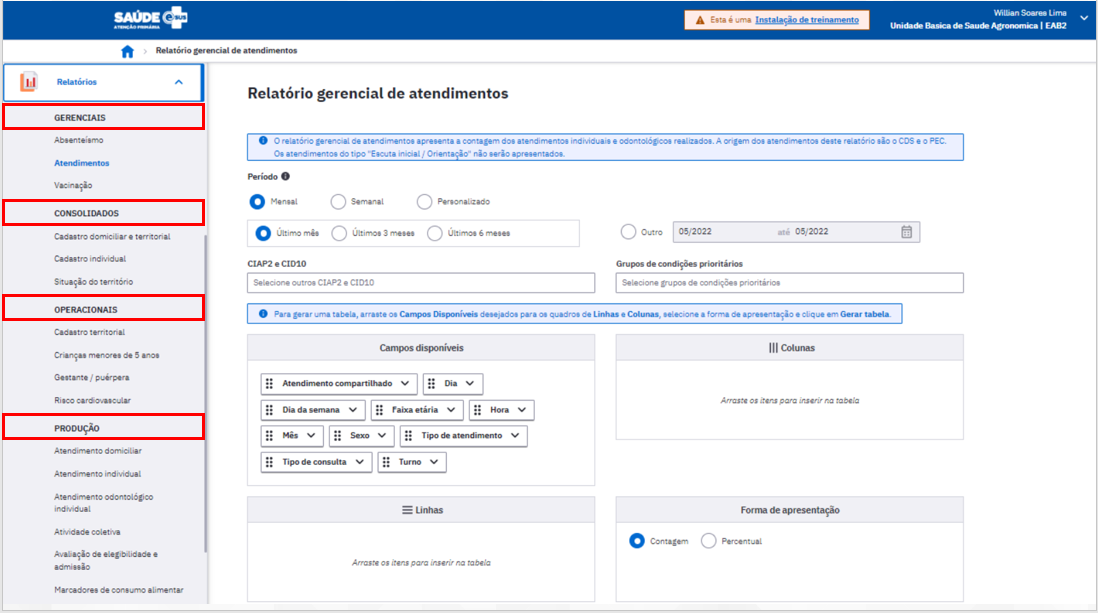 SAÚDE e-SUS
ATENÇÃO PRIMÁRIA
Esta é uma Instalação de treinamento
Willian Soares Lima
Unidade Basica de Saude Agronomica | EAB2
Relatório gerencial de atendimentos
Relatórios
GERENCIAIS
Absenteísmo
Atendimentos
Vacinação
CONSOLIDADOS
Cadastro domiciliar e territorial
Cadastro individual
Situação do território
OPERACIONAIS
Cadastro territorial
Crianças menores de 5 anos
Gestante / puérpera
Risco cardiovascular
PRODUÇÃO
Atendimento domiciliar
Atendimento individual
Atendimento odontológico
individual
Atividade coletiva
Avaliação de elegibilidade e
admissão
Marcadores de consumo alimentar
Relatório gerencial de atendimentos
O relatório gerencial de atendimentos apresenta a contagem dos atendimentos individuais e odontológicos realizados. A origem dos atendimentos deste relatório são o CDS e o PEC.
Os atendimentos do tipo "Escuta inicial / Orientação" não serão apresentados.
Período
Mensal Semanal Personalizado
Último mês Últimos 3 meses Últimos 6 meses Outro 05/2022 até 05/2022
CIAP2 e CID10 Grupos de condições prioritários
Selecione outros CIAP2 e CID10 Selecione grupos de condições prioritários
Para gerar uma tabela, arraste os Campos Disponíveis desejados para os quadros de Linhas e Colunas, selecione a forma de apresentação e clique em Gerar tabela.
Campos disponíveis
Atendimento compartilhado Dia
Dia da semana Faixa etária Hora
Mês Sexo Tipo de atendimento
Tipo de consulta Turno
Colunas
Arraste os itens para inserir na tabela
Linhas
Arraste os itens para inserir na tabela
Forma de apresentação
Contagem Percentual